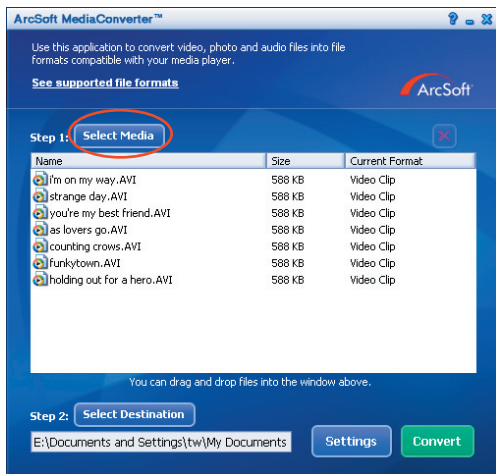 ArcSoft MediaConverter™
Use this application to convert video, photo and audio files into file
formats compatible with your media player.
See supported file formats
ArcSoft®
Step 1: Select Media
Name Size Current Format
i'm on my way.AVI 588 KB Video Clip
strange day.AVI 588 KB Video Clip
you're my best friend.AVI 588 KB Video Clip
as lovers go.AVI 588 KB Video Clip
counting crows.AVI 588 KB Video Clip
funkytown.AVI 588 KB Video Clip
holding out for a hero.AVI 588 KB Video Clip
You can drag and drop files into the window above.
Step 2: Select Destination
E:\Documents and Settings\tw\My Documents Settings Convert